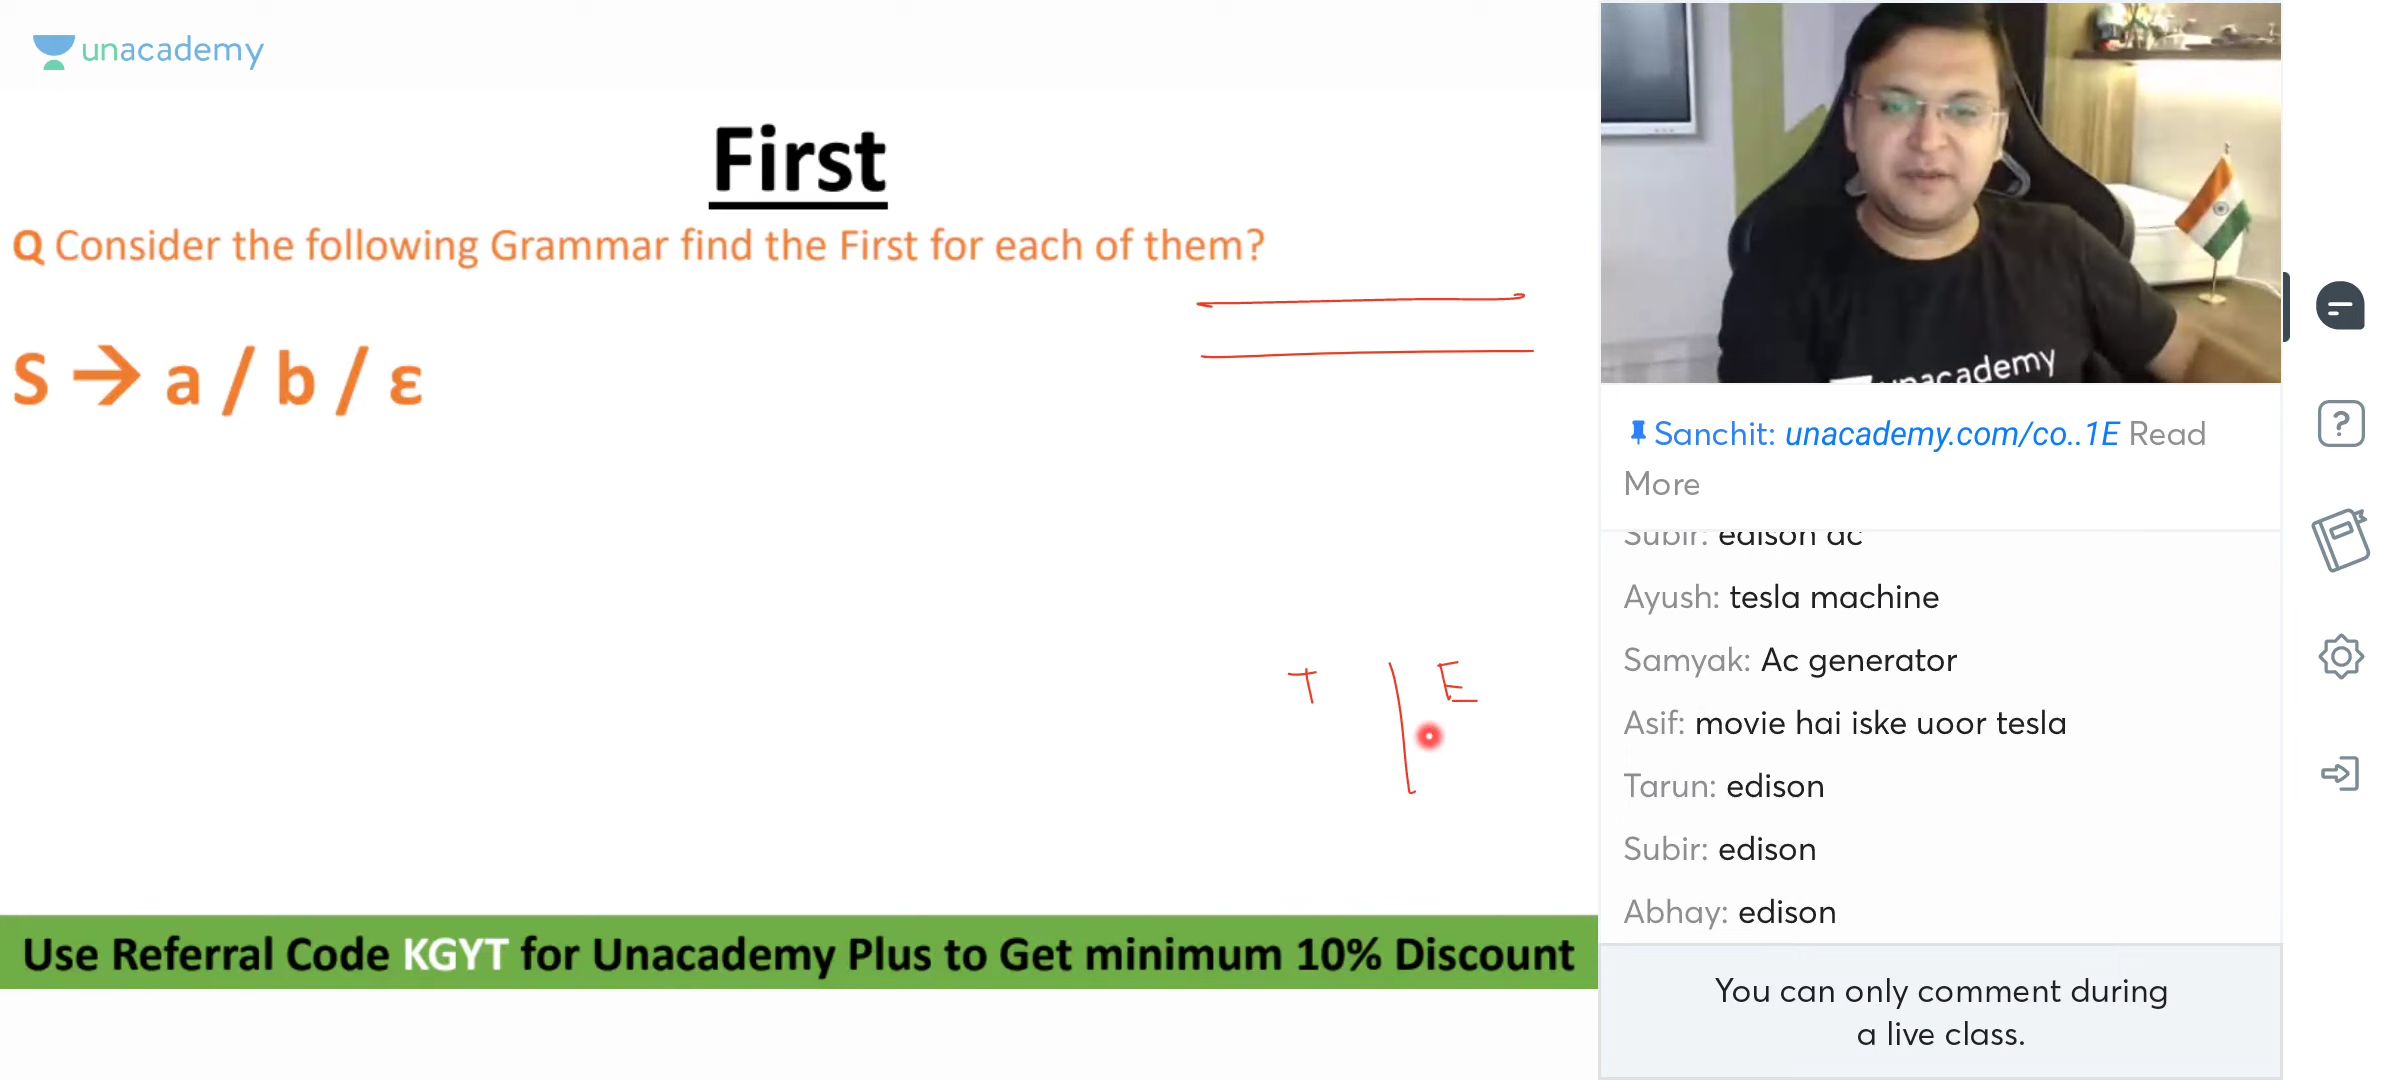 unacademy
First
Q Consider the following Grammar find the First for each of them?
S → a / b / ε
T | E
Use Referral Code KGYT for Unacademy Plus to Get minimum 10% Discount
unacademy
Sanchit: unacademy.com/co..1E Read
More
Subir: edison ac
Ayush: tesla machine
Samyak: Ac generator
Asif: movie hai iske uoor tesla
Tarun: edison
Subir: edison
Abhay: edison
You can only comment during
a live class.
?